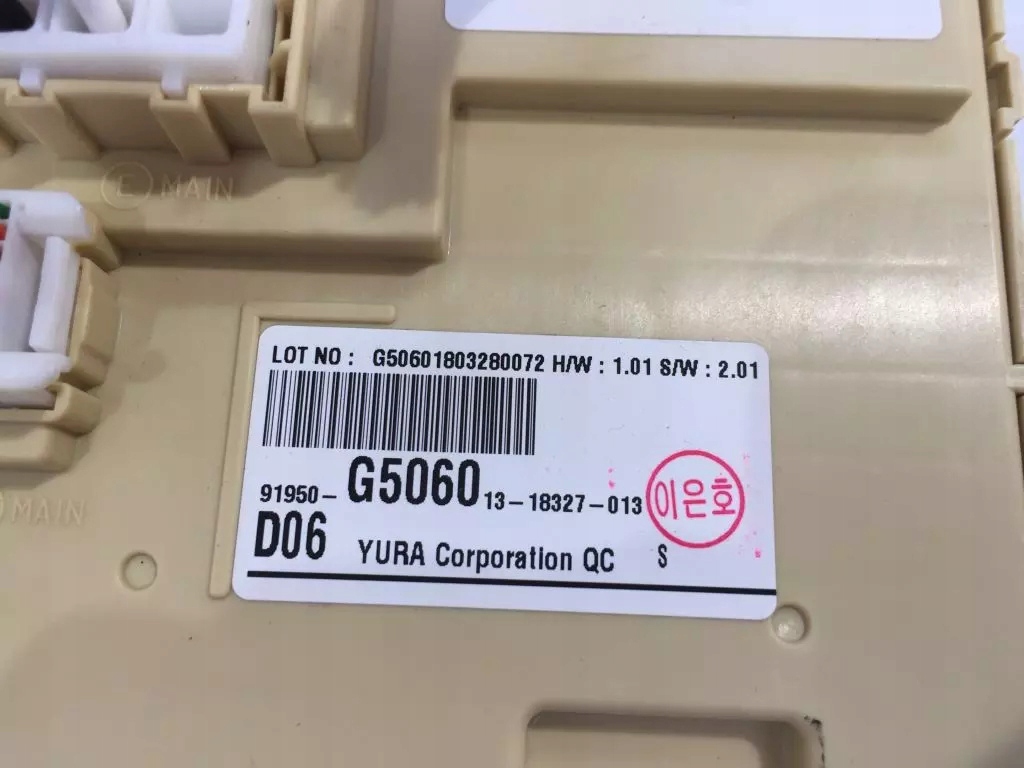 E MAIN
MAIN
LOT NO : G50601803280072 H/W : 1.01 S/W : 2.01
91950-G5060 13-18327-013
이은호
D06 YURA Corporation QC S